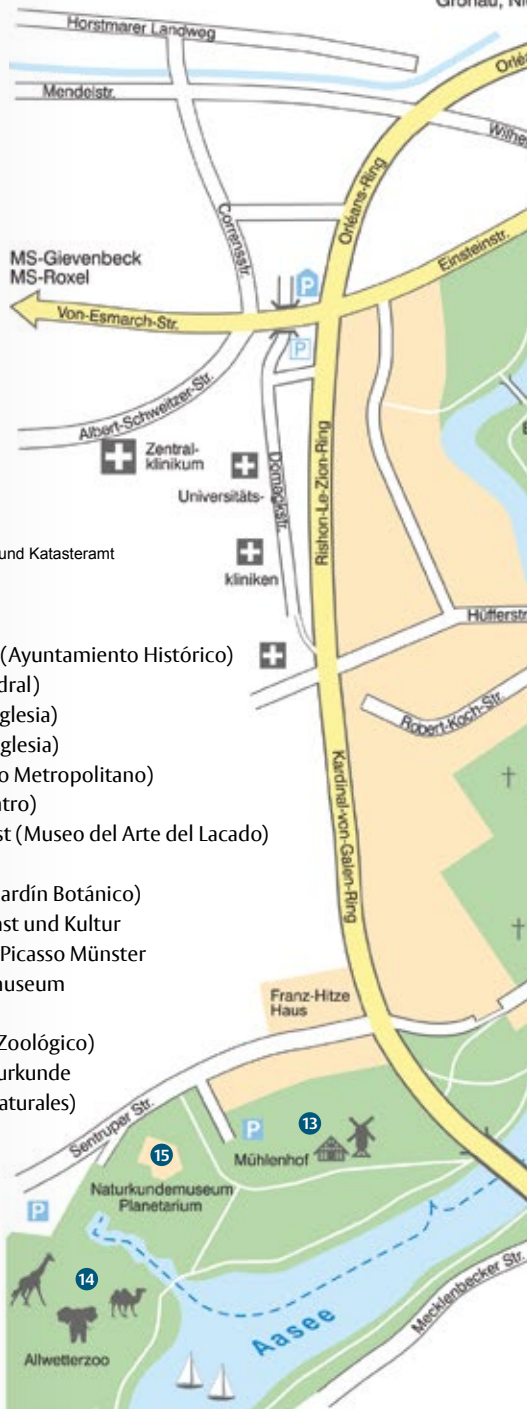 Gronau, Ni
Horstmarer Landweg
Orlé
Mendelstr.
Wilhe
Orléans-Ring
Corrensstr.
Einsteinstr.
MS-Gievenbeck
MS-Roxel
P
Von-Esmarch-Str.
P
Albert-Schweitzer-Str.
Zentral-
klinikum
Universitäts-
Domagkstr.
Rishon-Le-Zion-Ring
und Katasteramt
kliniken
Hüfferstr
(Ayuntamiento Histórico)
dral)
glesia)
glesia)
o Metropolitano)
tro)
st (Museo del Arte del Lacado)
Robert-Koch-Str.
Kardinal-von-Galen-Ring
ardín Botánico)
nst und Kultur
Picasso Münster
museum
Franz-Hitze
Haus
Zoológico)
urkunde
aturales)
Sentruper Str.
P
13
Mühlenhof
15
Naturkundemuseum
Planetarium
P
14
Allwetterzoo
Aasee
Mecklenbecker Str.